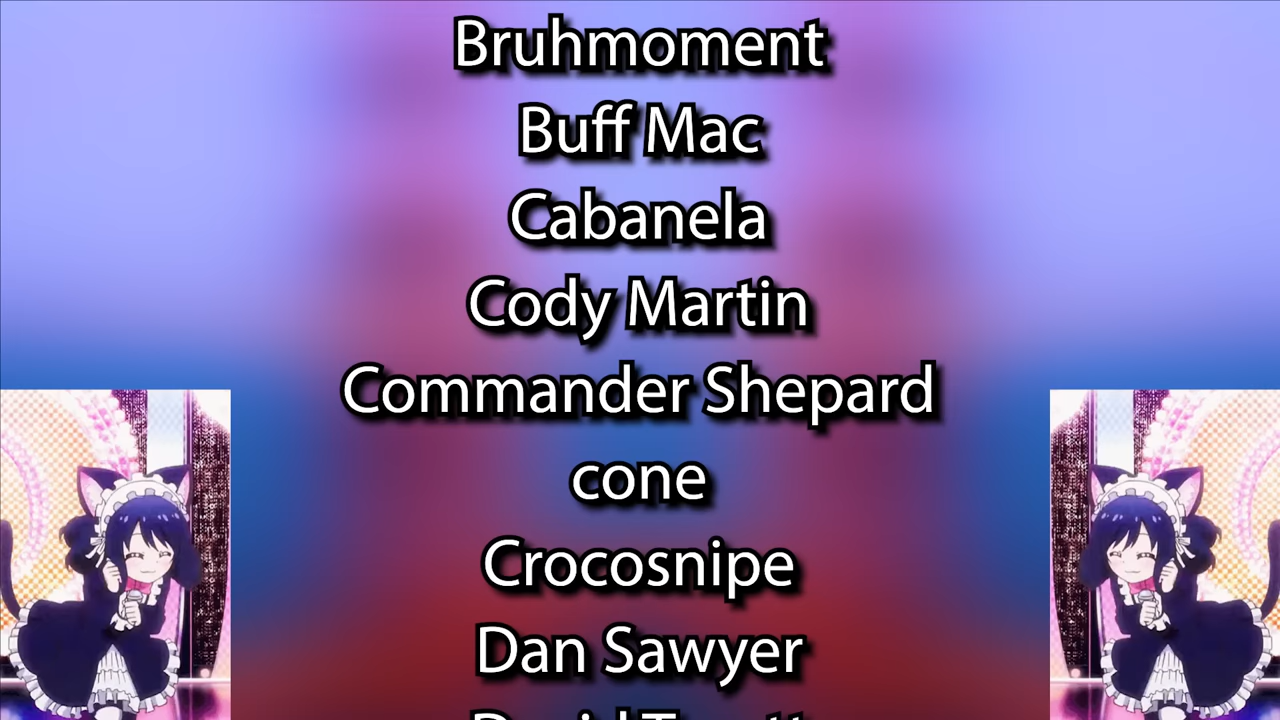 Bruhmoment
Buff Mac
Cabanela
Cody Martin
Commander Shepard
cone
Crocosnipe
Dan Sawyer